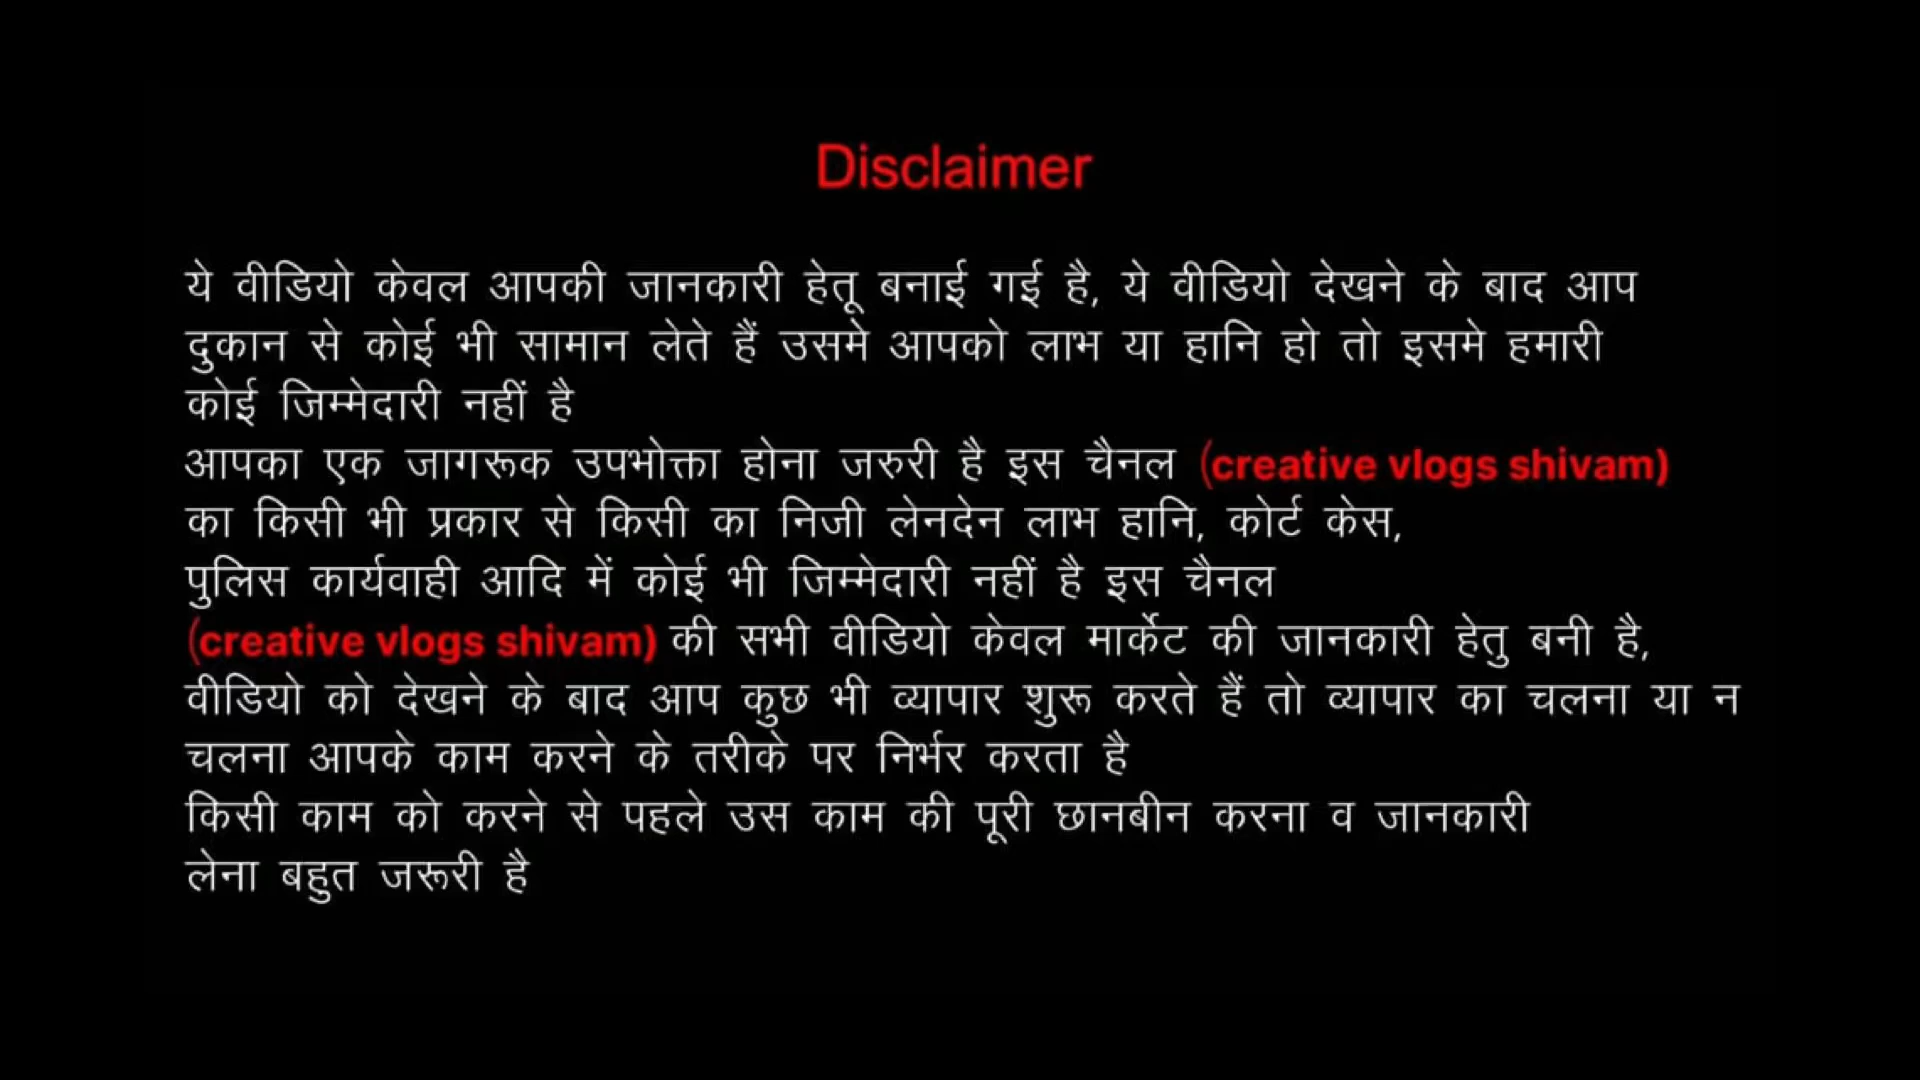 Disclaimer
ये वीडियो केवल आपकी जानकारी हेतू बनाई गई है, ये वीडियो देखने के बाद आप
दुकान से कोई भी सामान लेते हैं उसमे आपको लाभ या हानि हो तो इसमे हमारी
कोई जिम्मेदारी नहीं है
आपका एक जागरूक उपभोक्ता होना जरुरी है इस चैनल (creative vlogs shivam)
का किसी भी प्रकार से किसी का निजी लेनदेन लाभ हानि, कोर्ट केस,
पुलिस कार्यवाही आदि में कोई भी जिम्मेदारी नहीं है इस चैनल
(creative vlogs shivam) की सभी वीडियो केवल मार्केट की जानकारी हेतु बनी है,
वीडियो को देखने के बाद आप कुछ भी व्यापार शुरू करते हैं तो व्यापार का चलना या न
चलना आपके काम करने के तरीके पर निर्भर करता है
किसी काम को करने से पहले उस काम की पूरी छानबीन करना व जानकारी
लेना बहुत जरूरी है